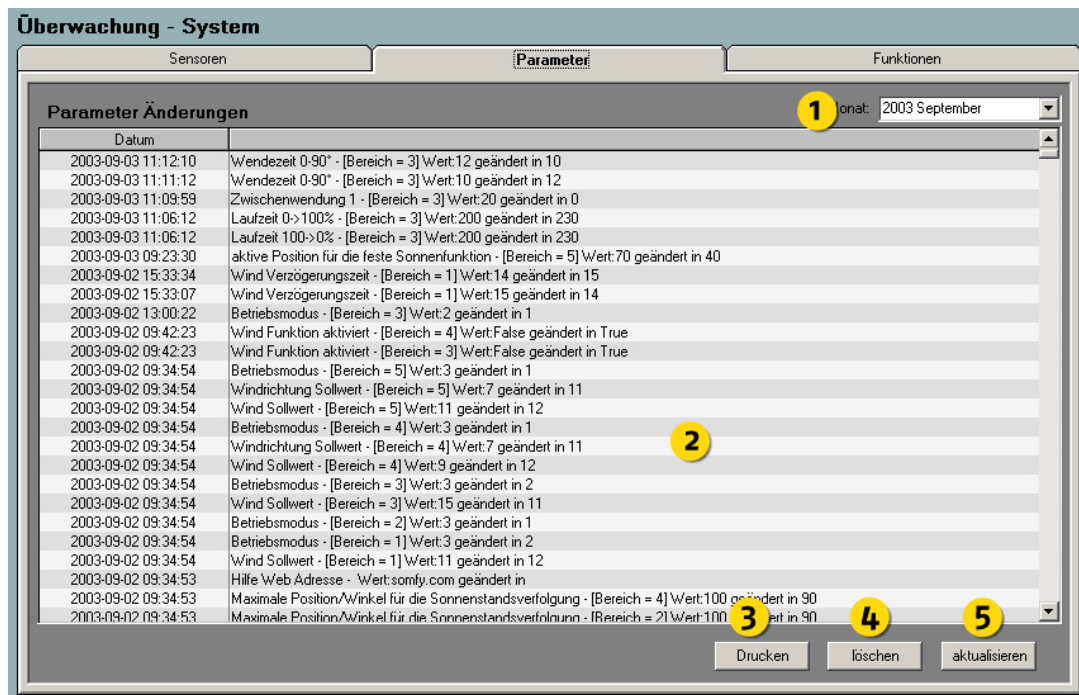 Überwachung - System
Sensoren Parameter Funktionen
Parameter Änderungen 1 onat: 2003 September
Datum
2003-09-03 11:12:10 Wendezeit 0-90° - [Bereich = 3] Wert:12 geändert in 10
2003-09-03 11:11:12 Wendezeit 0-90° - [Bereich = 3] Wert:10 geändert in 12
2003-09-03 11:09:59 Zwischenwendung 1 - [Bereich = 3] Wert:20 geändert in 0
2003-09-03 11:06:12 Laufzeit 0->100% - [Bereich = 3] Wert:200 geändert in 230
2003-09-03 11:06:12 Laufzeit 100->0% - [Bereich = 3] Wert:200 geändert in 230
2003-09-03 09:23:30 aktive Position für die feste Sonnenfunktion - [Bereich = 5] Wert:70 geändert in 40
2003-09-02 15:33:34 Wind Verzögerungszeit - [Bereich = 1] Wert:14 geändert in 15
2003-09-02 15:33:07 Wind Verzögerungszeit - [Bereich = 1] Wert:15 geändert in 14
2003-09-02 13:00:22 Betriebsmodus - [Bereich = 3] Wert:2 geändert in 1
2003-09-02 09:42:23 Wind Funktion aktiviert - [Bereich = 4] Wert:False geändert in True
2003-09-02 09:42:23 Wind Funktion aktiviert - [Bereich = 3] Wert:False geändert in True
2003-09-02 09:34:54 Betriebsmodus - [Bereich = 5] Wert:3 geändert in 1
2003-09-02 09:34:54 Windrichtung Sollwert - [Bereich = 5] Wert:7 geändert in 11
2003-09-02 09:34:54 Wind Sollwert - [Bereich = 5] Wert:11 geändert in 12
2003-09-02 09:34:54 Betriebsmodus - [Bereich = 4] Wert:3 geändert in 1
2003-09-02 09:34:54 Windrichtung Sollwert - [Bereich = 4] Wert:7 geändert in 11 2
2003-09-02 09:34:54 Wind Sollwert - [Bereich = 4] Wert:9 geändert in 12
2003-09-02 09:34:54 Betriebsmodus - [Bereich = 3] Wert:3 geändert in 2
2003-09-02 09:34:54 Wind Sollwert - [Bereich = 3] Wert:15 geändert in 11
2003-09-02 09:34:54 Betriebsmodus - [Bereich = 2] Wert:3 geändert in 1
2003-09-02 09:34:54 Betriebsmodus - [Bereich = 1] Wert:3 geändert in 2
2003-09-02 09:34:54 Wind Sollwert - [Bereich = 1] Wert:11 geändert in 12
2003-09-02 09:34:53 Hilfe Web Adresse - Wert:somfy.com geändert in
2003-09-02 09:34:53 Maximale Position/Winkel für die Sonnenstandsverfolgung - [Bereich = 4] Wert:100 geändert in 90
2003-09-02 09:34:53 Maximale Position/Winkel für die Sonnenstandsverfolgung - [Bereich = 2] Wert:100 ert in 90
3 4 5
Drucken löschen aktualisieren